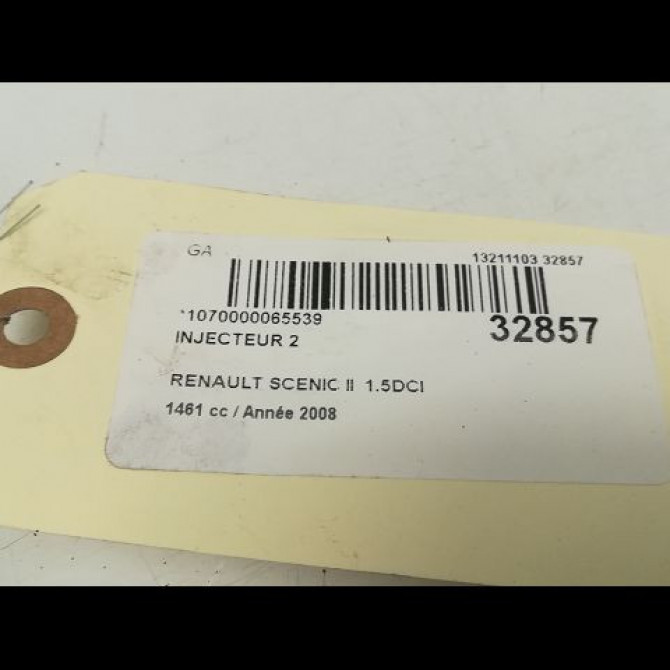 GA
13211103 32857
*1070000065539
32857
INJECTEUR 2
RENAULT SCENIC II 1.5DCI
1461 cc / Année 2008